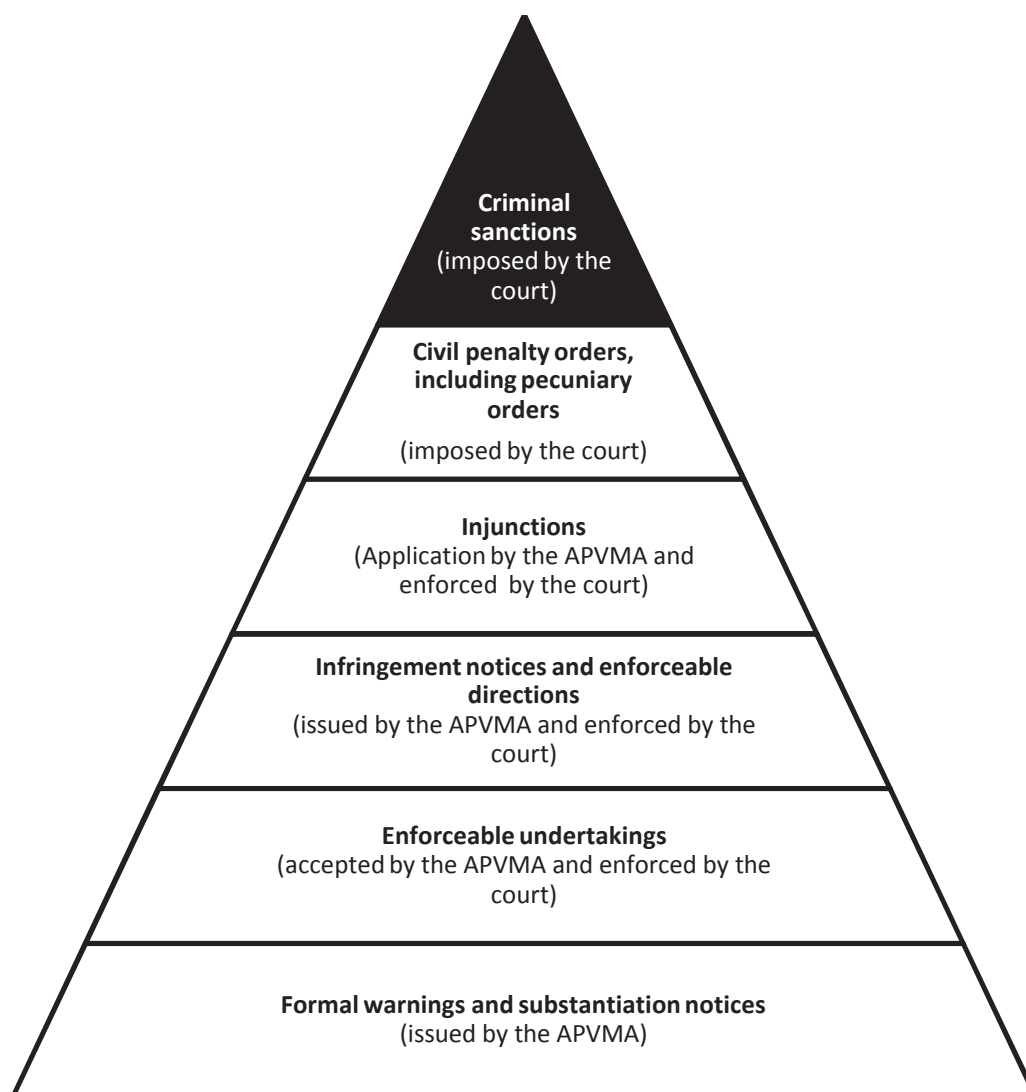 Criminal
sanctions
(imposed by the
court)
Civil penalty orders,
including pecuniary
orders
(imposed by the court)
Injunctions
(Application by the APVMA and
enforced by the court)
Infringement notices and enforceable
directions
(issued by the APVMA and enforced by the
court)
Enforceable undertakings
(accepted by the APVMA and enforced by the
court)
Formal warnings and substantiation notices
(issued by the APVMA)